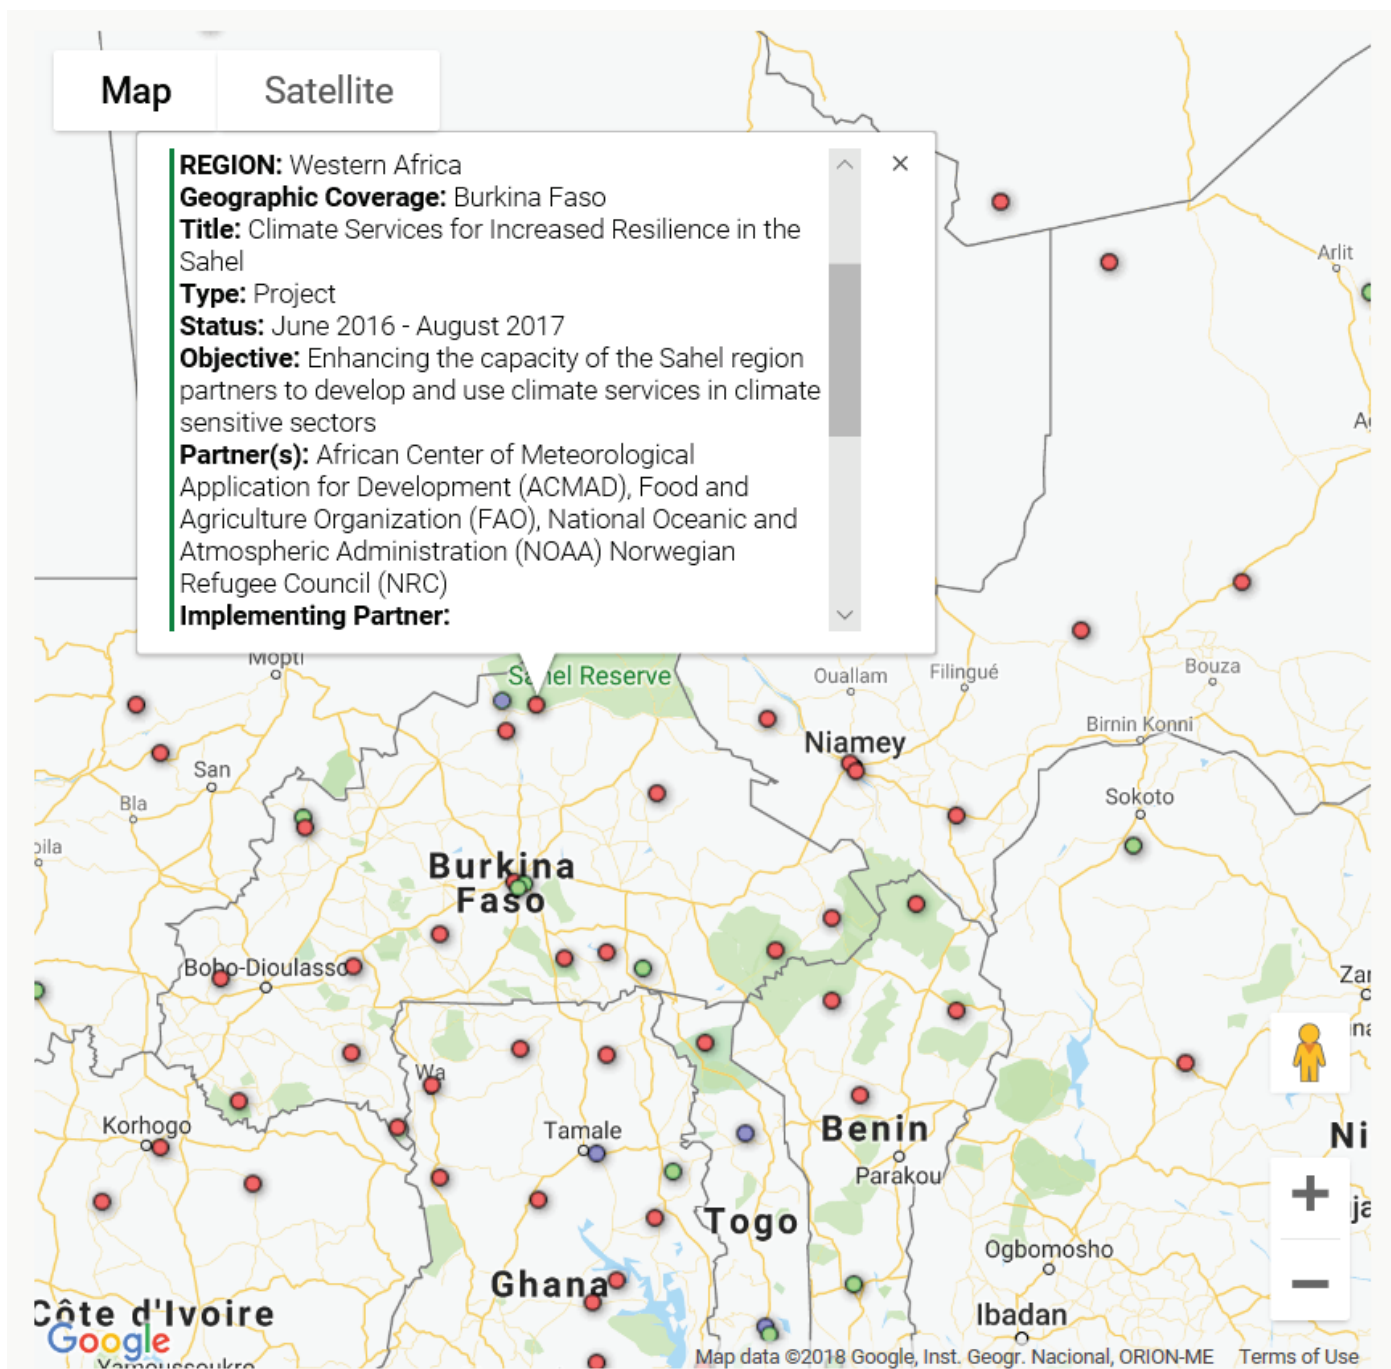 Map
Satellite
REGION: Western Africa
Geographic Coverage: Burkina Faso
Title: Climate Services for Increased Resilience in the
Sahel
Type: Project
Status: June 2016 - August 2017
Objective: Enhancing the capacity of the Sahel region
partners to develop and use climate services in climate
sensitive sectors
Partner(s): African Center of Meteorological
Application for Development (ACMAD), Food and
Agriculture Organization (FAO), National Oceanic and
Atmospheric Administration (NOAA) Norwegian
Refugee Council (NRC)
Implementing Partner:
Arlit
Mopti
Sahel Reserve
Ouallam
Filingué
Bouza
Birnin Konni
Niamey
San
Sokoto
Bla
Burkina
Faso
Bobo-Dioulasso
Wa
Korhogo
Tamale
Benin
Ni
Parakou
Togo
Ogbomosho
Ghana
Côte d'Ivoire
Ibadan
Google
Yamoussoukro
Map data ©2018 Google, Inst. Geogr. Nacional, ORION-ME
Terms of Use